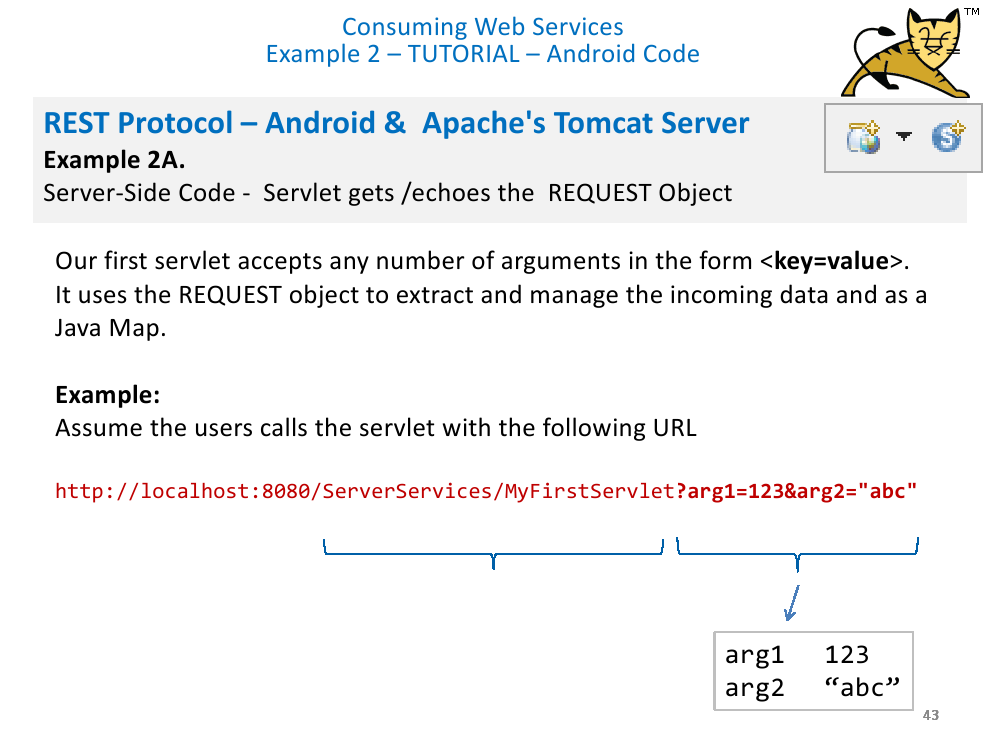 Consuming Web Services
Example 2 – TUTORIAL – Android Code
TM
REST Protocol – Android & Apache's Tomcat Server
Example 2A.
Server-Side Code - Servlet gets /echoes the REQUEST Object
S
Our first servlet accepts any number of arguments in the form <key=value>.
It uses the REQUEST object to extract and manage the incoming data and as a
Java Map.
Example:
Assume the users calls the servlet with the following URL
http://localhost:8080/ServerServices/MyFirstServlet?arg1=123&arg2="abc"
arg1 123
arg2 “abc”
43